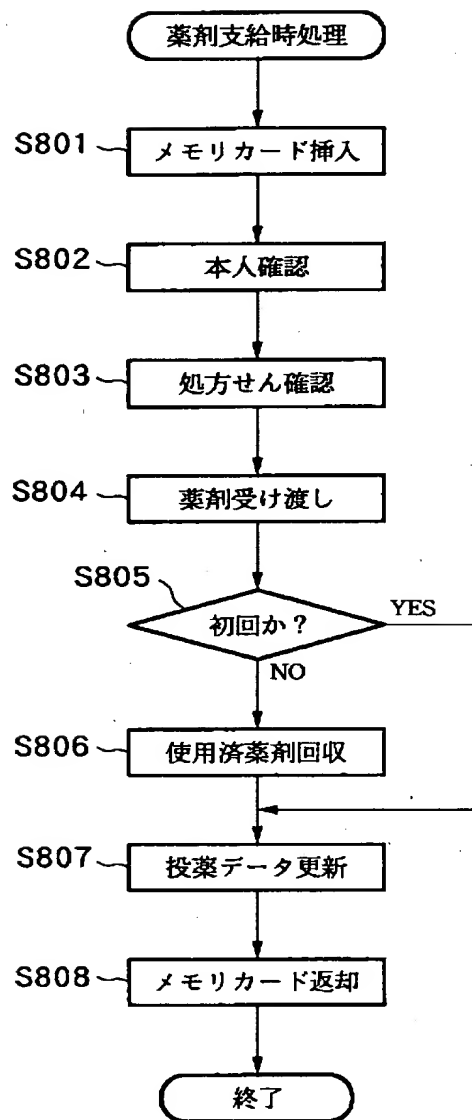 薬剤支給時処理
S801 メモリカード挿入
S802 本人確認
S803 処方せん確認
S804 薬剤受け渡し
S805 初回か？ YES
NO
S806 使用済薬剤回収
S807 投薬データ更新
S808 メモリカード返却
終了